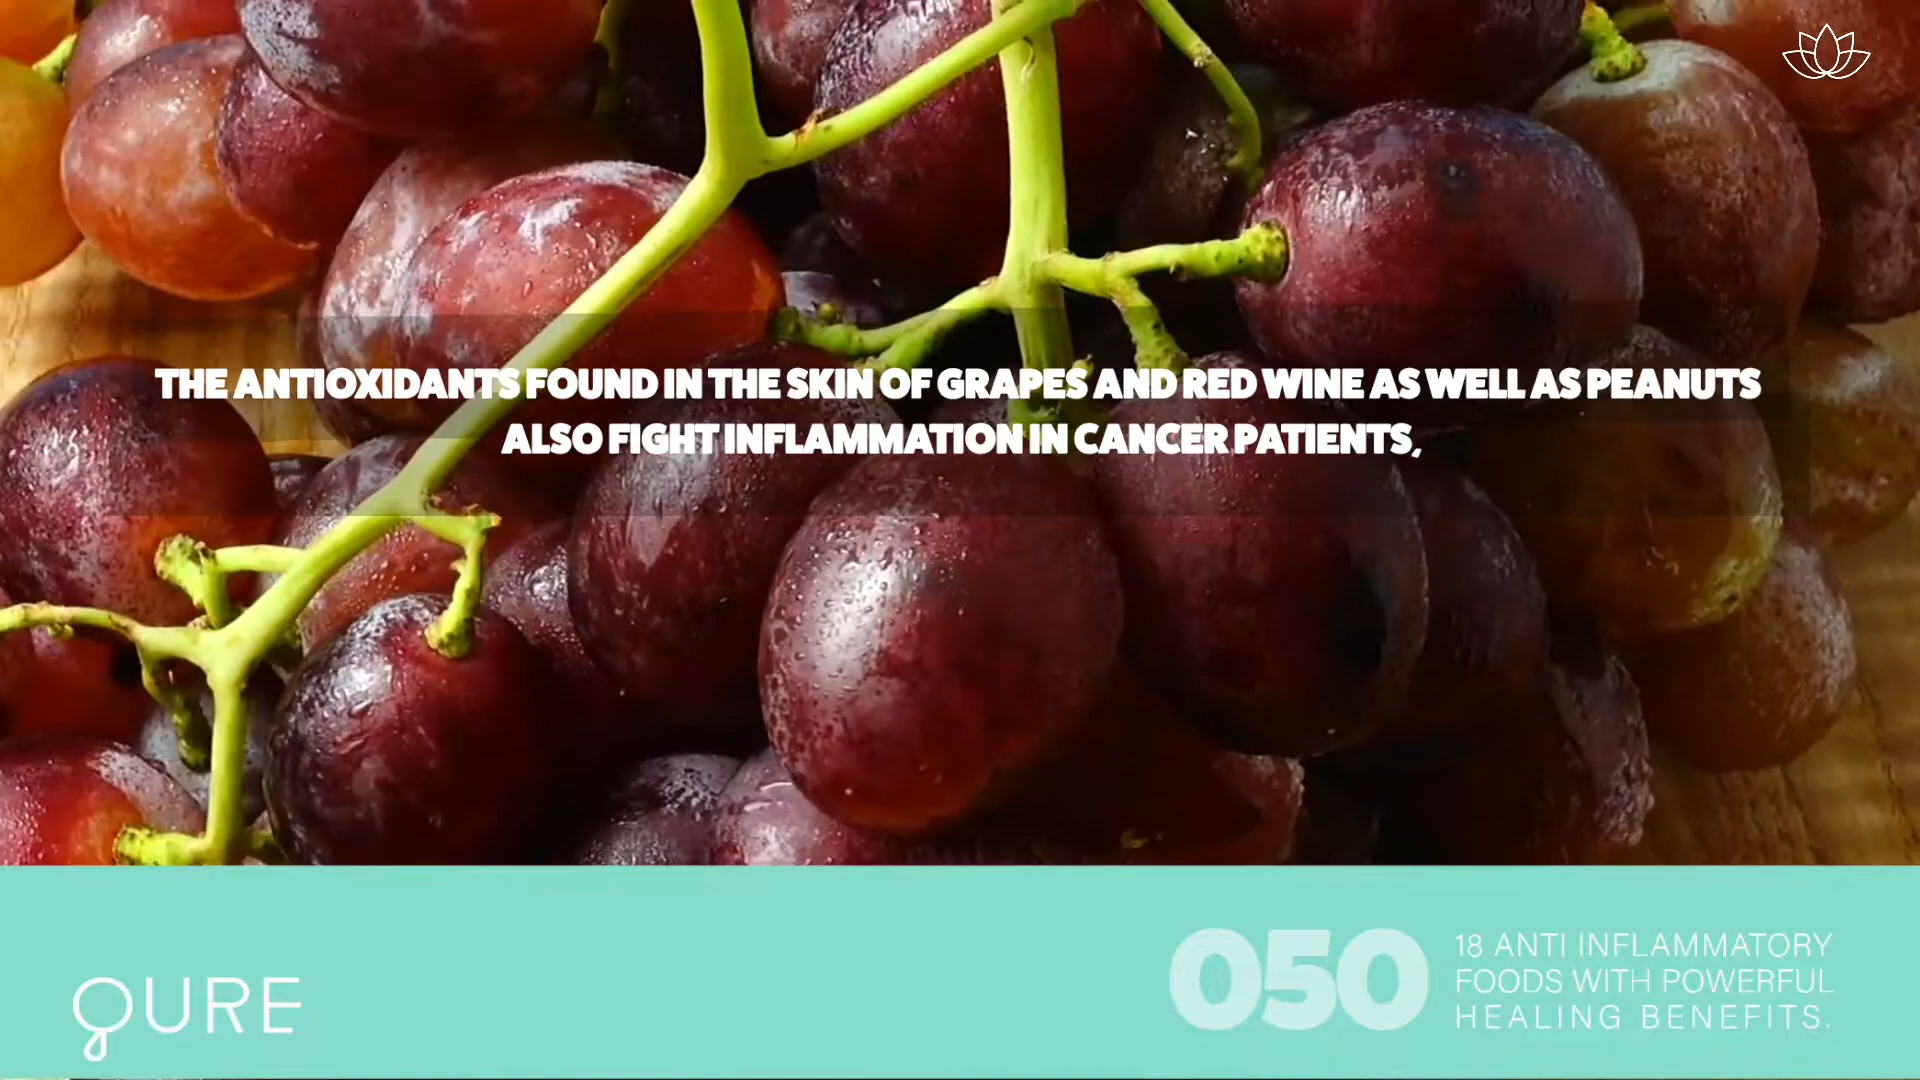 THE ANTIOXIDANTS FOUND IN THE SKIN OF GRAPES AND RED WINE AS WELL AS PEANUTS
ALSO FIGHT INFLAMMATION IN CANCER PATIENTS,
QURE
050
18 ANTI INFLAMMATORY
FOODS WITH POWERFUL
HEALING BENEFITS.